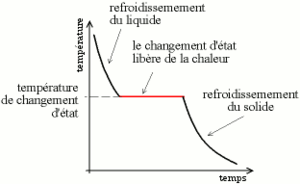 refroidissement
du liquide
température
le changement d'état
libère de la chaleur
température
de changement
d'état
refroidissement
du solide
temps